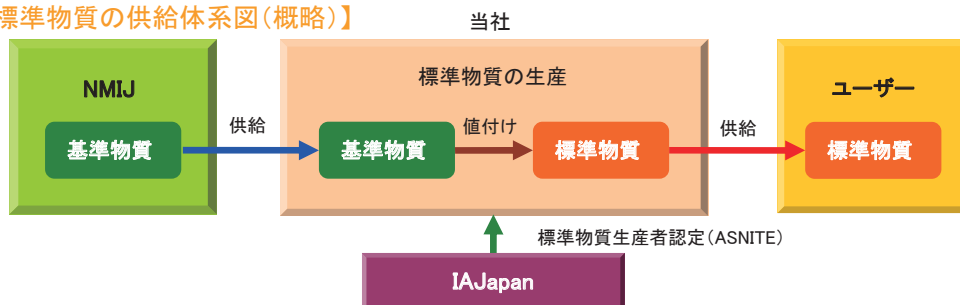 標準物質の供給体系図(概略)】
当社
NMIJ
標準物質の生産
ユーザー
基準物質
供給
基準物質
値付け
標準物質
供給
標準物質
標準物質生産者認定(ASNITE)
IAJapan